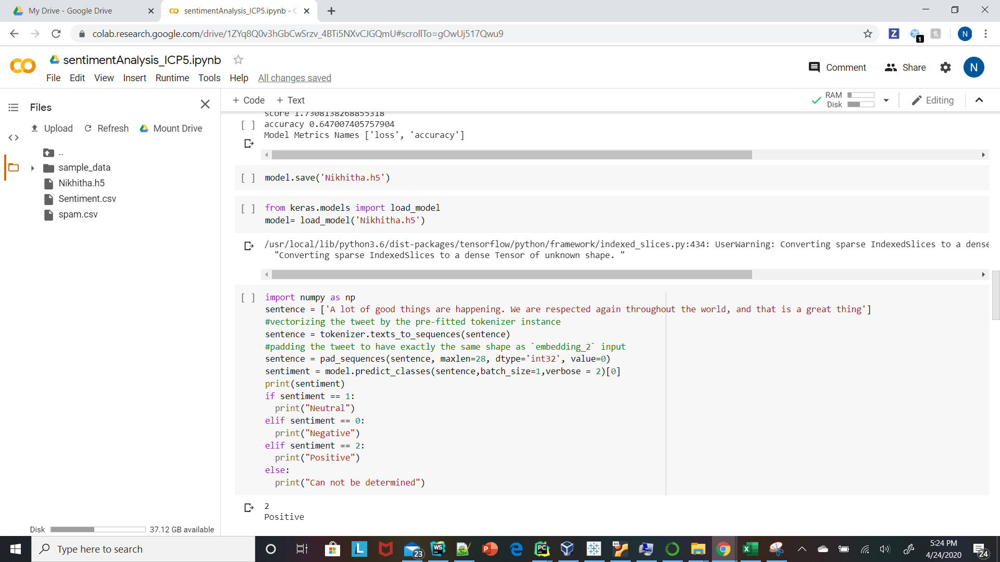 My Drive - Google Drive
sentimentAnalysis_ICP5.ipynb - C
colab.research.google.com/drive/1ZYq8Q0v3hGbCwSrzv_4BTi5NXvCJGQmU#scrollTo=gOwUj517Qwu9
Z
1
N
sentimentAnalysis_ICP5.ipynb
Comment
Share
N
File Edit View Insert Runtime Tools Help All changes saved
Files
+ Code + Text
RAM
Disk
Editing
Upload Refresh Mount Drive
..
sample_data
Nikhitha.h5
Sentiment.csv
spam.csv
score 1.7308138268855318
[ ] accuracy 0.647007405757904
Model Metrics Names ['loss', 'accuracy']
[ ] model.save('Nikhitha.h5')
[ ] from keras.models import load_model
model= load_model('Nikhitha.h5')
/usr/local/lib/python3.6/dist-packages/tensorflow/python/framework/indexed_slices.py:434: UserWarning: Converting sparse IndexedSlices to a dense
"Converting sparse IndexedSlices to a dense Tensor of unknown shape. "
[ ] import numpy as np
sentence = ['A lot of good things are happening. We are respected again throughout the world, and that is a great thing']
#vectorizing the tweet by the pre-fitted tokenizer instance
sentence = tokenizer.texts_to_sequences(sentence)
#padding the tweet to have exactly the same shape as `embedding_2` input
sentence = pad_sequences(sentence, maxlen=28, dtype='int32', value=0)
sentiment = model.predict_classes(sentence,batch_size=1,verbose = 2)[0]
print(sentiment)
if sentiment == 1:
print("Neutral")
elif sentiment == 0:
print("Negative")
elif sentiment == 2:
print("Positive")
else:
print("Can not be determined")
2
Positive
Disk 37.12 GB available
Type here to search
L
23
WS
P
PC
64
X
5:24 PM
4/24/2020
24